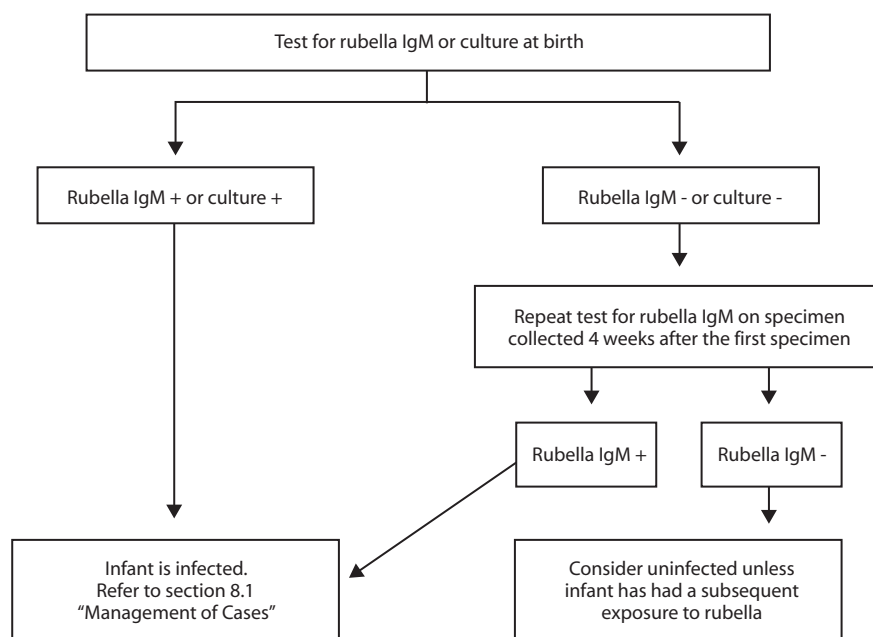 Test for rubella IgM or culture at birth
Rubella IgM + or culture +
Rubella IgM - or culture -
Repeat test for rubella IgM on specimen
collected 4 weeks after the first specimen
Rubella IgM +
Rubella IgM -
Infant is infected.
Refer to section 8.1
“Management of Cases”
Consider uninfected unless
infant has had a subsequent
exposure to rubella